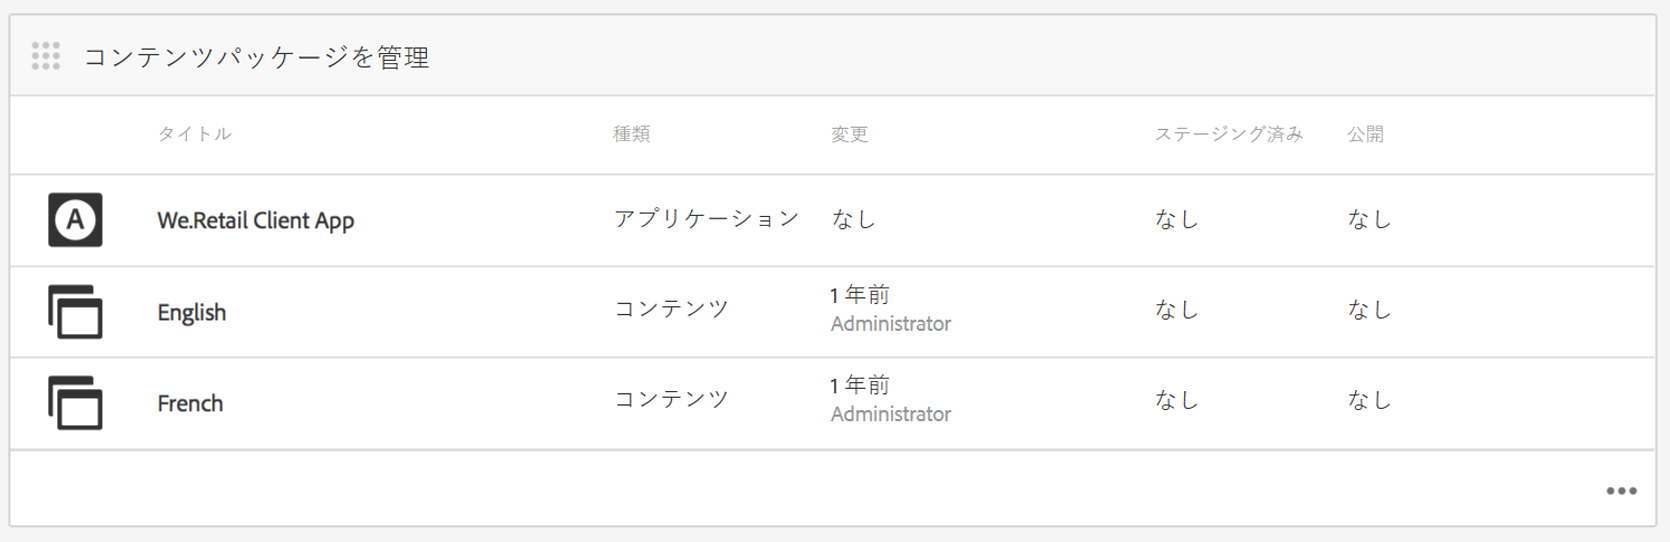 コンテンツパッケージを管理
タイトル 種類 変更 ステージング済み 公開
A We.Retail Client App アプリケーション なし なし なし
English コンテンツ 1 年前 Administrator なし なし
French コンテンツ 1 年前 Administrator なし なし